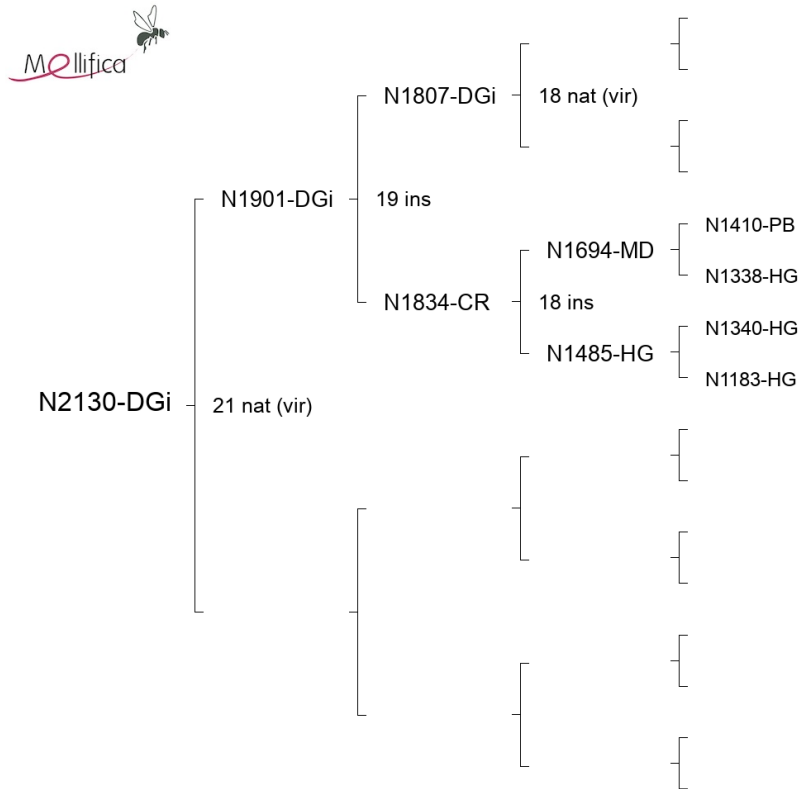 Mellifica
N1807-DGi
18 nat (vir)
N1901-DGi
19 ins
N1410-PB
N1694-MD
N1338-HG
N1834-CR
18 ins
N1340-HG
N1485-HG
N1183-HG
N2130-DGi
21 nat (vir)